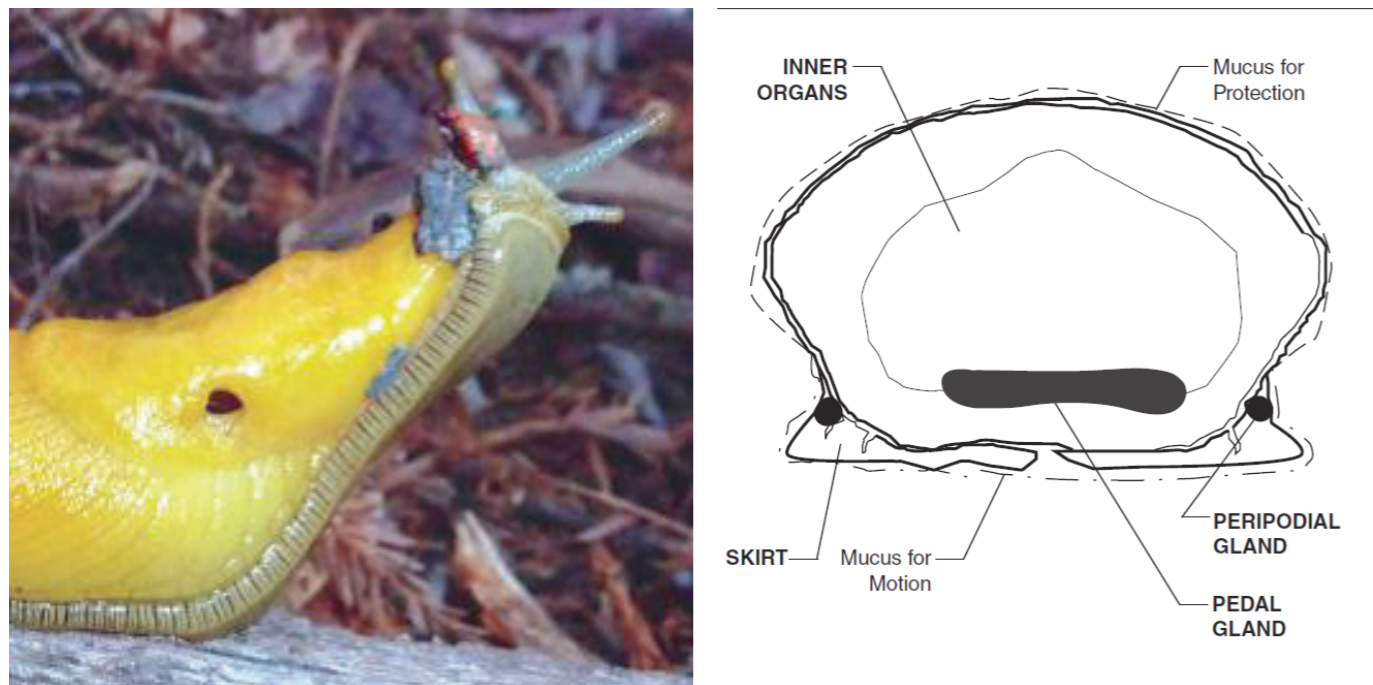 INNER
ORGANS
Mucus for
Protection
SKIRT
Mucus for
Motion
PERIPODIAL
GLAND
PEDAL
GLAND